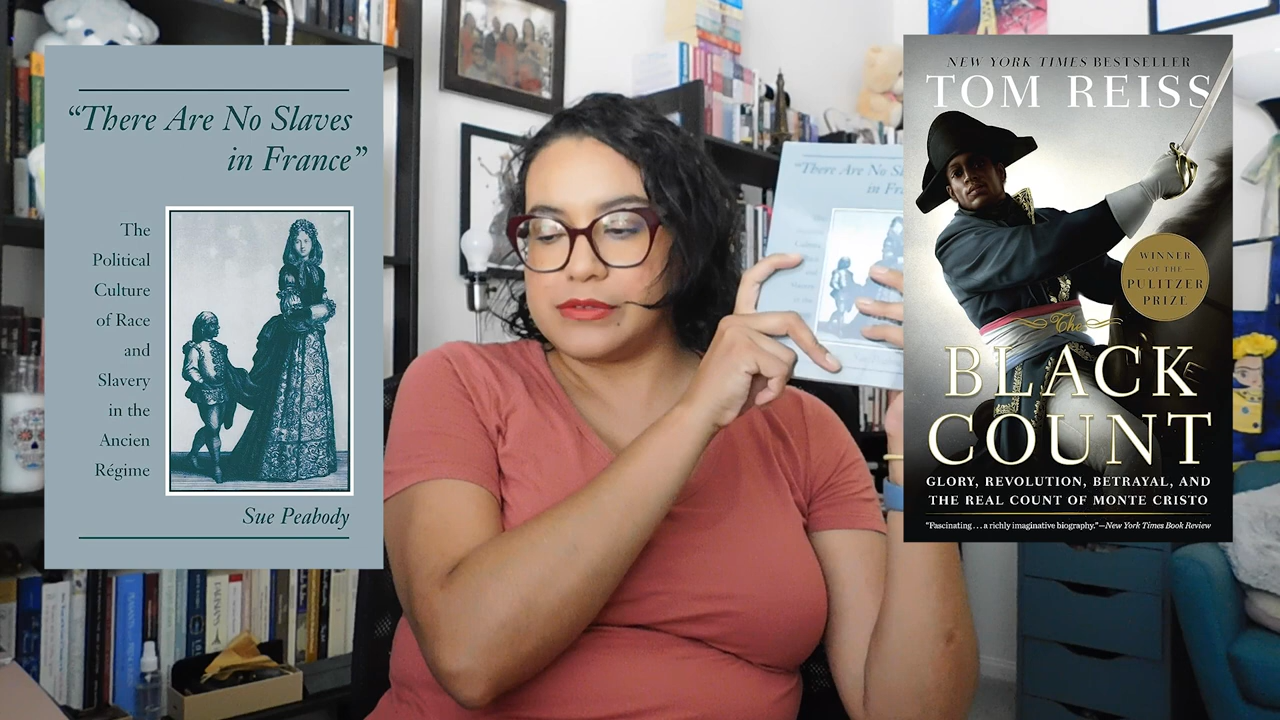 “There Are No Slaves
in France”
The
Political
Culture
of Race
and
Slavery
in the
Ancien
Régime
Sue Peabody
“There Are No
in Fra
NEW YORK TIMES BESTSELLER
TOM REISS
WINNER
OF THE
PULITZER
PRIZE
The
BLACK
COUNT
GLORY, REVOLUTION, BETRAYAL, AND
THE REAL COUNT OF MONTE CRISTO
“Fascinating . . . a richly imaginative biography.”—New York Times Book Review